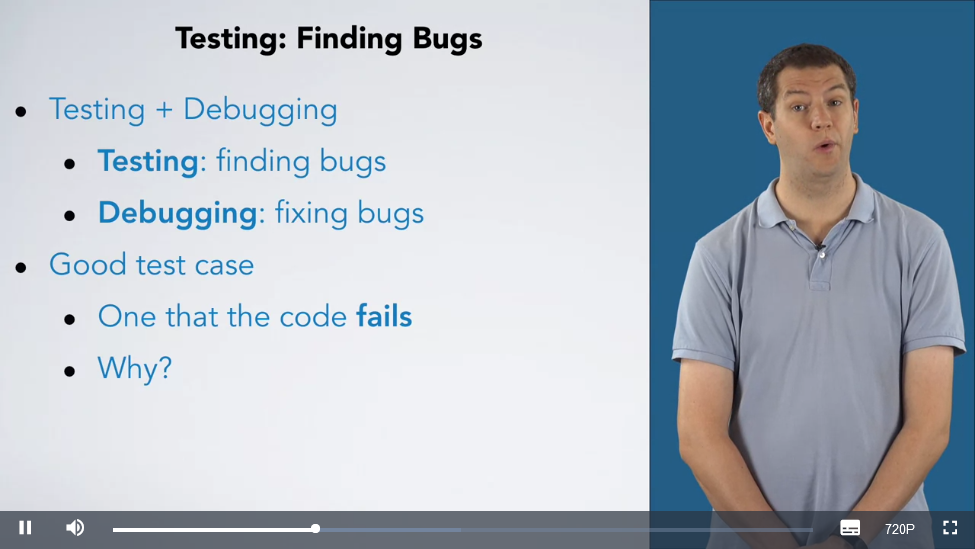 Testing: Finding Bugs
Testing + Debugging
Testing: finding bugs
Debugging: fixing bugs
Good test case
One that the code fails
Why?
720P